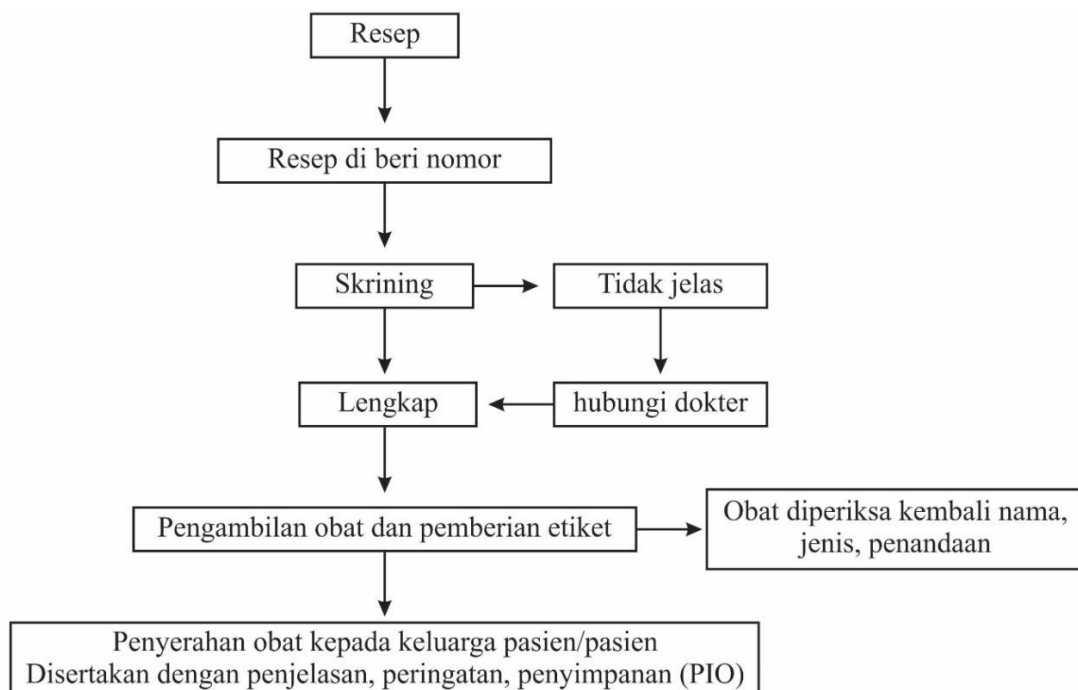 Resep
Resep di beri nomor
Skrining
Tidak jelas
Lengkap
hubungi dokter
Pengambilan obat dan pemberian etiket
Obat diperiksa kembali nama,
jenis, penandaan
Penyerahan obat kepada keluarga pasien/pasien
Disertakan dengan penjelasan, peringatan, penyimpanan (PIO)